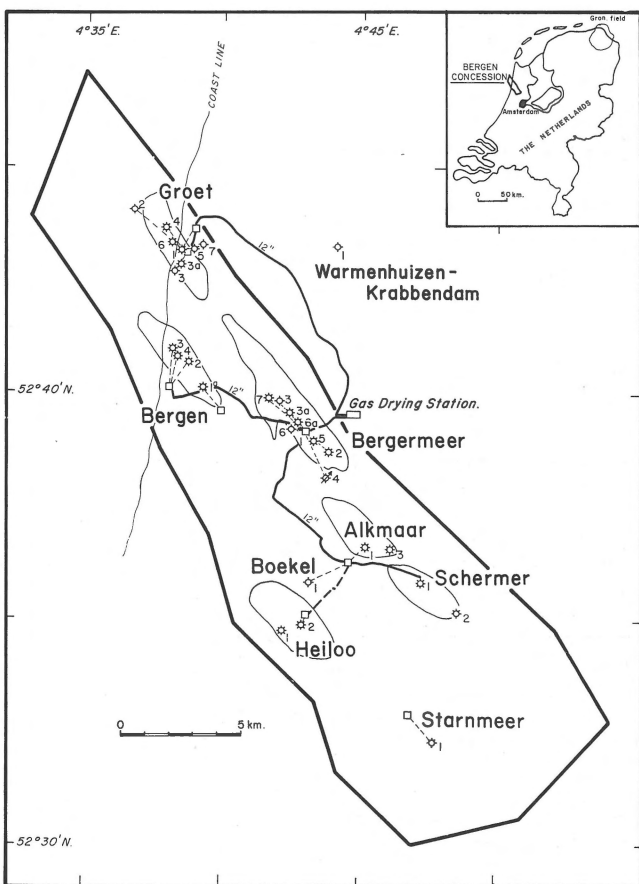 4°35'E.
4°45'E.
COAST LINE
Gron. field
BERGEN
CONCESSION
Amsterdam
THE NETHERLANDS
0 50 km.
Groet
2
4
6
1
5
7
3a
3
12"
1
Warmenhuizen-
Krabbendam
3
4
2
1
52°40'N.
12"
Bergen
7
3
3a
6a
6
1
5
2
4
Gas Drying Station.
Bergermeer
12"
Alkmaar
1
3
Boekel
1
Schermer
1
2
1
2
Heiloo
0 5 km.
Starnmeer
1
52°30'N.